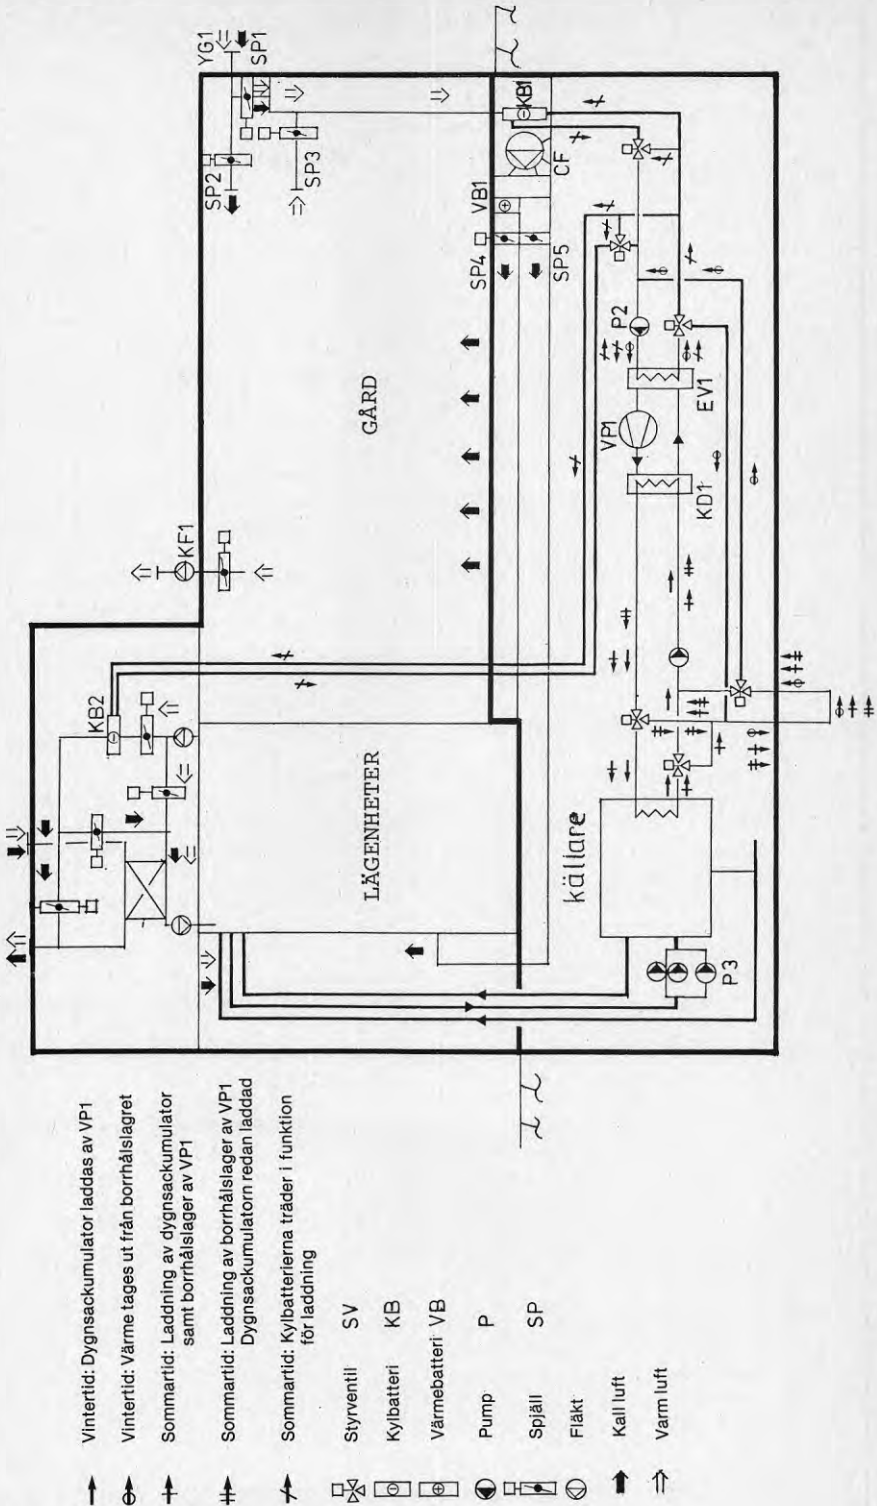 YG1
SP1
SP2
SP3
KF1
GÅRD
KB1
CF
VB1
SP4
SP5
KB2
LÄGENHETER
P2
EV1
VP1
KD1
källare
P3
Vintertid: Dygnsackumulator laddas av VP1
Vintertid: Värme tages ut från borrhålslagret
Sommartid: Laddning av dygnsackumulator
samt borrhålslager av VP1
Sommartid: Laddning av borrhålslager av VP1
Dygnsackumulatorn redan laddad
Sommartid: Kylbatterierna träder i funktion
för laddning
Styrventil SV
Kylbatteri KB
Värmebatteri VB
Pump P
Spjäll SP
Fläkt
Kall luft
Varm luft